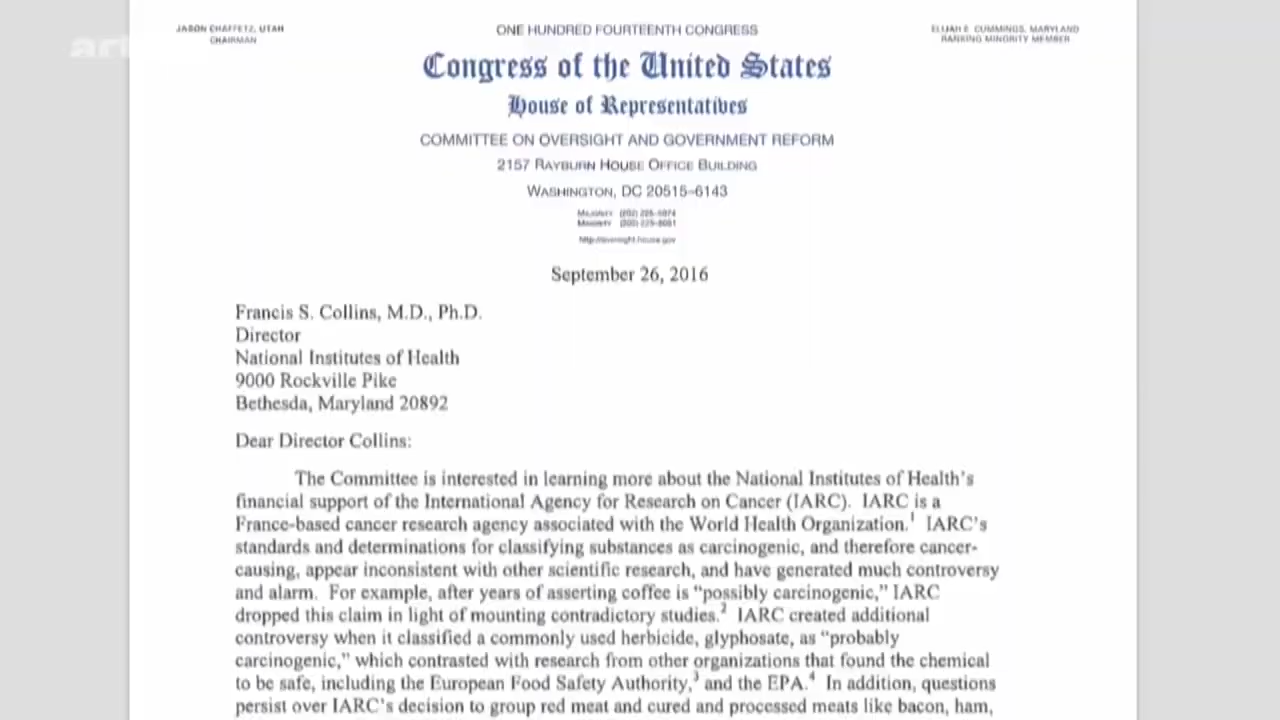 JASON CHAFFETZ, UTAH
CHAIRMAN
ONE HUNDRED FOURTEENTH CONGRESS
ELIJAH E. CUMMINGS, MARYLAND
RANKING MINORITY MEMBER
art
Congress of the United States
House of Representatives
COMMITTEE ON OVERSIGHT AND GOVERNMENT REFORM
2157 RAYBURN HOUSE OFFICE BUILDING
WASHINGTON, DC 20515–6143
http://oversight.house.gov
September 26, 2016
Francis S. Collins, M.D., Ph.D.
Director
National Institutes of Health
9000 Rockville Pike
Bethesda, Maryland 20892
Dear Director Collins:
The Committee is interested in learning more about the National Institutes of Health's
financial support of the International Agency for Research on Cancer (IARC). IARC is a
France-based cancer research agency associated with the World Health Organization.1 IARC's
standards and determinations for classifying substances as carcinogenic, and therefore cancer-
causing, appear inconsistent with other scientific research, and have generated much controversy
and alarm. For example, after years of asserting coffee is "possibly carcinogenic," IARC
dropped this claim in light of mounting contradictory studies.2 IARC created additional
controversy when it classified a commonly used herbicide, glyphosate, as "probably
carcinogenic," which contrasted with research from other organizations that found the chemical
to be safe, including the European Food Safety Authority,3 and the EPA.4 In addition, questions
persist over IARC's decision to group red meat and cured and processed meats like bacon, ham,